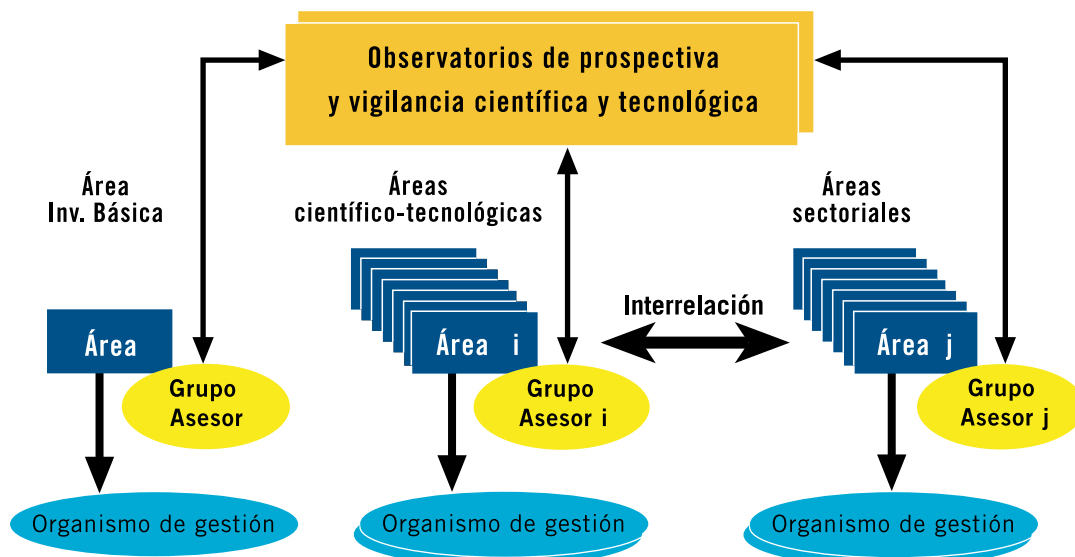 Observatorios de prospectiva
y vigilancia científica y tecnológica
Área
Inv. Básica
Áreas
científico-tecnológicas
Áreas
sectoriales
Interrelación
Área
Área i
Área j
Grupo
Asesor
Grupo
Asesor i
Grupo
Asesor j
Organismo de gestión
Organismo de gestión
Organismo de gestión